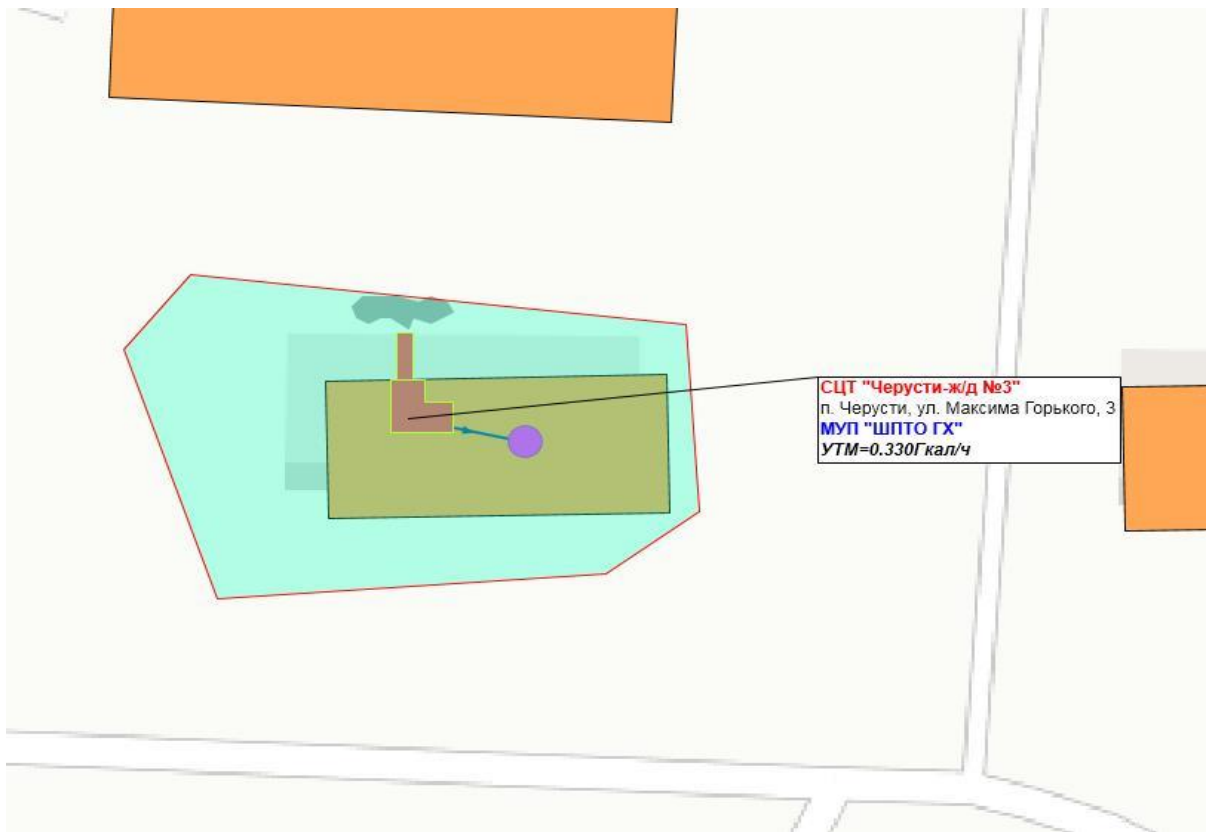 СЦТ "Черусти-ж/д №3"
п. Черусти, ул. Максима Горького, 3
МУП "ШПТО ГХ"
УТМ=0.330Гкал/ч